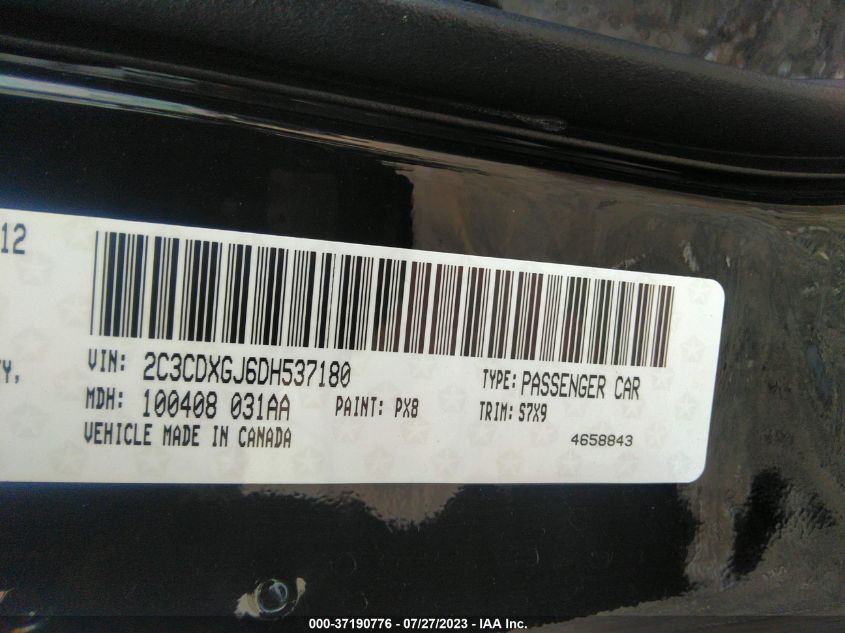 12
TY,
VIN: 2C3CDXGJ6DH537180 TYPE: PASSENGER CAR
MDH: 100408 031AA PAINT: PX8 TRIM: S7X9
VEHICLE MADE IN CANADA 4658843
000-37190776 / 07/27/2023 - IAA Inc.